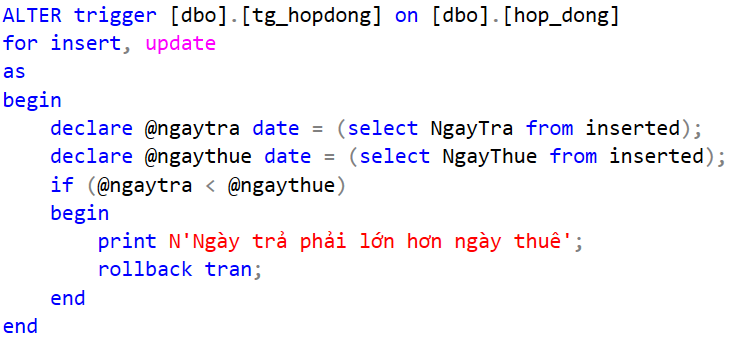 ALTER trigger [dbo].[tg_hopdong] on [dbo].[hop_dong]
for insert, update
as
begin
    declare @ngaytra date = (select NgayTra from inserted);
    declare @ngaythue date = (select NgayThue from inserted);
    if (@ngaytra < @ngaythue)
    begin
        print N'Ngày trả phải lớn hơn ngày thuê';
        rollback tran;
    end
end